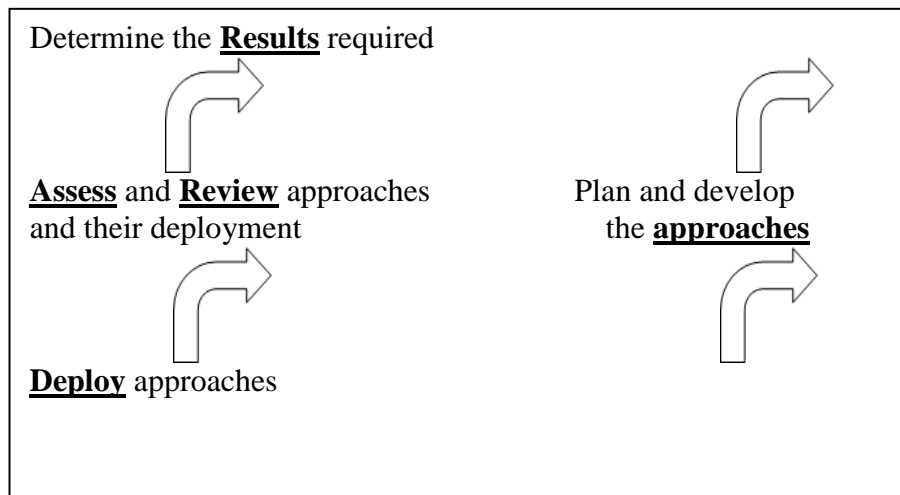 Determine the Results required
Assess and Review approaches
and their deployment
Plan and develop
the approaches
Deploy approaches